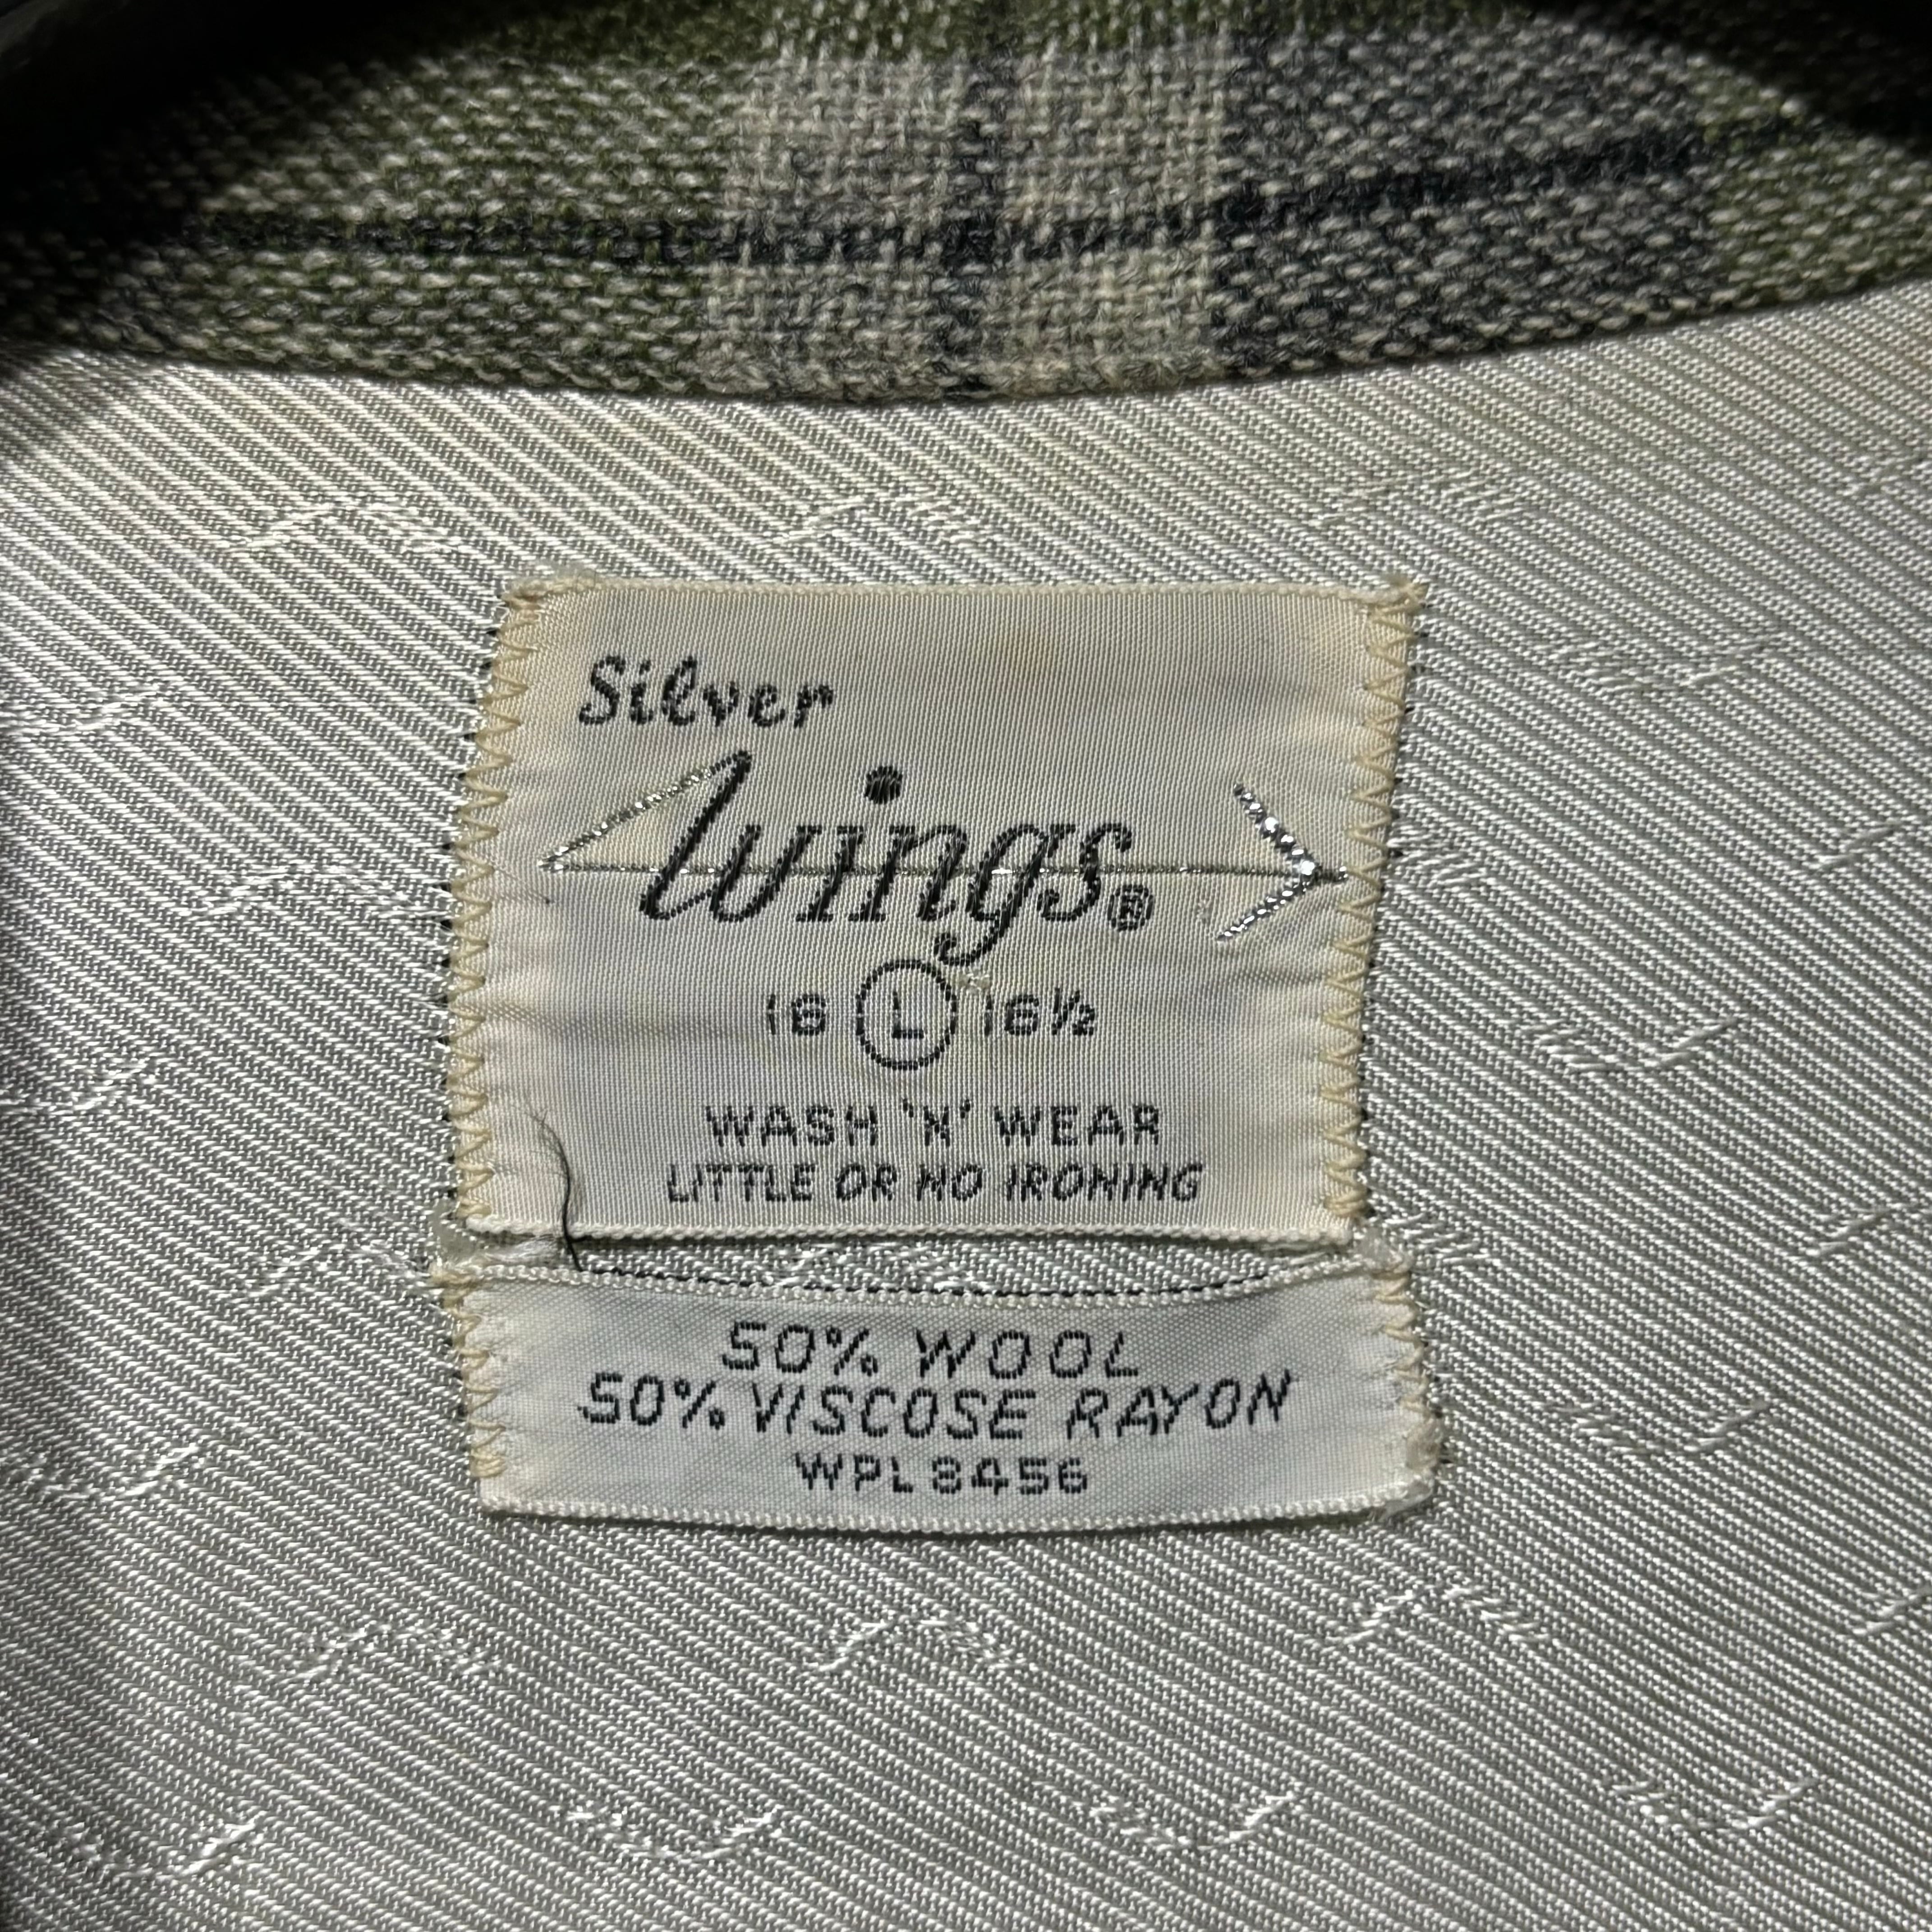 Silver
Wings®
16 L 16½
WASH 'N' WEAR
LITTLE OR NO IRONING
50% WOOL
50% VISCOSE RAYON
WPL 8456